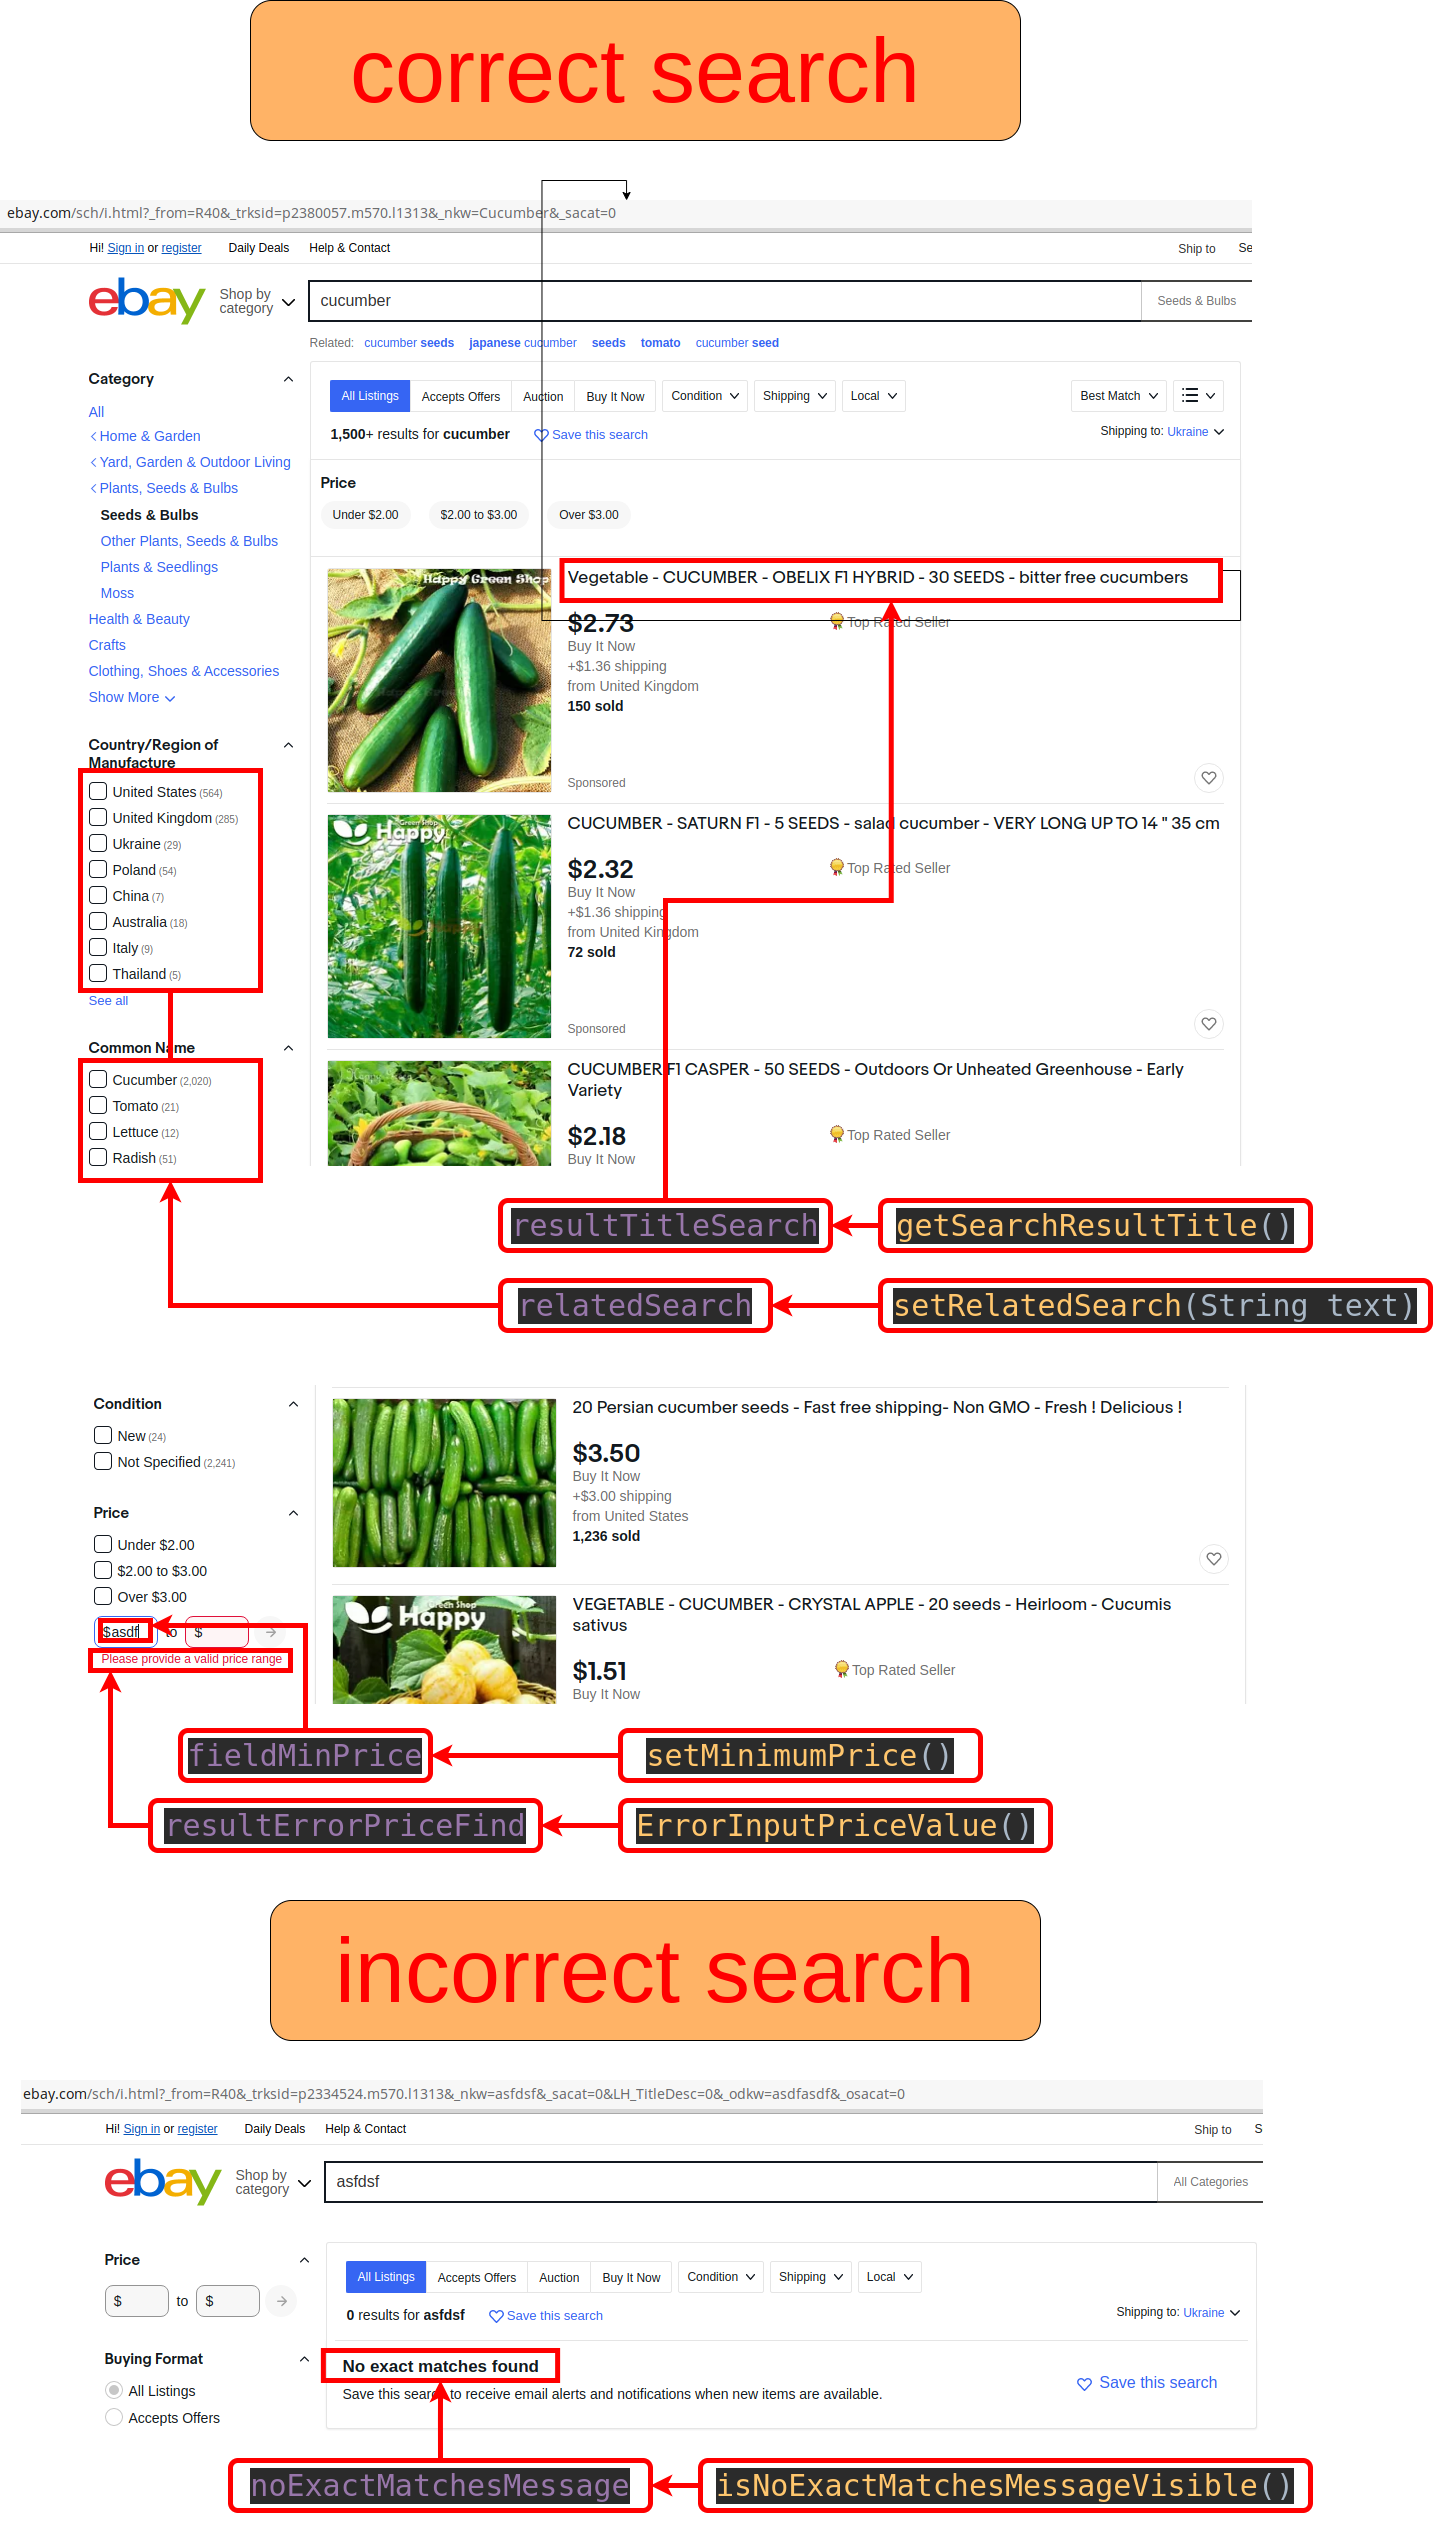 correct search
ebay.com/sch/i.html?_from=R40&_trksid=p2380057.m570.l1313&_nkw=Cucumber&_sacat=0
Hi! Sign in or register Daily Deals Help & Contact Ship to Se
ebay Shop by category cucumber Seeds & Bulbs
Related: cucumber seeds japanese cucumber seeds tomato cucumber seed
Category
All
Home & Garden
Yard, Garden & Outdoor Living
Plants, Seeds & Bulbs
Seeds & Bulbs
Other Plants, Seeds & Bulbs
Plants & Seedlings
Moss
Health & Beauty
Crafts
Clothing, Shoes & Accessories
Show More
Country/Region of
Manufacture
United States (564)
United Kingdom (285)
Ukraine (29)
Poland (54)
China (7)
Australia (18)
Italy (9)
Thailand (5)
See all
Common Name
Cucumber (2,020)
Tomato (21)
Lettuce (12)
Radish (51)
All Listings Accepts Offers Auction Buy It Now Condition Shipping Local Best Match
1,500+ results for cucumber Save this search Shipping to: Ukraine
Price
Under $2.00 $2.00 to $3.00 Over $3.00
Happy Green Shop
Vegetable - CUCUMBER - OBELIX F1 HYBRID - 30 SEEDS - bitter free cucumbers
$2.73 Top Rated Seller
Buy It Now
+$1.36 shipping
from United Kingdom
150 sold
Sponsored
Green Shop
Happy
CUCUMBER - SATURN F1 - 5 SEEDS - salad cucumber - VERY LONG UP TO 14 " 35 cm
$2.32 Top Rated Seller
Buy It Now
+$1.36 shipping
from United Kingdom
72 sold
Sponsored
CUCUMBER F1 CASPER - 50 SEEDS - Outdoors Or Unheated Greenhouse - Early
Variety
$2.18 Top Rated Seller
Buy It Now
resultTitleSearch getSearchResultTitle()
relatedSearch setRelatedSearch(String text)
Condition
New (24)
Not Specified (2,241)
Price
Under $2.00
$2.00 to $3.00
Over $3.00
$asdf to $
Please provide a valid price range
20 Persian cucumber seeds - Fast free shipping- Non GMO - Fresh ! Delicious !
$3.50
Buy It Now
+$3.00 shipping
from United States
1,236 sold
Green Shop
Happy
VEGETABLE - CUCUMBER - CRYSTAL APPLE - 20 seeds - Heirloom - Cucumis
sativus
$1.51 Top Rated Seller
Buy It Now
fieldMinPrice setMinimumPrice()
resultErrorPriceFind ErrorInputPriceValue()
incorrect search
ebay.com/sch/i.html?_from=R40&_trksid=p2334524.m570.l1313&_nkw=asfdsf&_sacat=0&LH_TitleDesc=0&_odkw=asdfasdf&_osacat=0
Hi! Sign in or register Daily Deals Help & Contact Ship to S
ebay Shop by category asfdsf All Categories
Price
$ to $
Buying Format
All Listings
Accepts Offers
All Listings Accepts Offers Auction Buy It Now Condition Shipping Local
0 results for asfdsf Save this search Shipping to: Ukraine
No exact matches found
Save this search to receive email alerts and notifications when new items are available. Save this search
noExactMatchesMessage isNoExactMatchesMessageVisible()